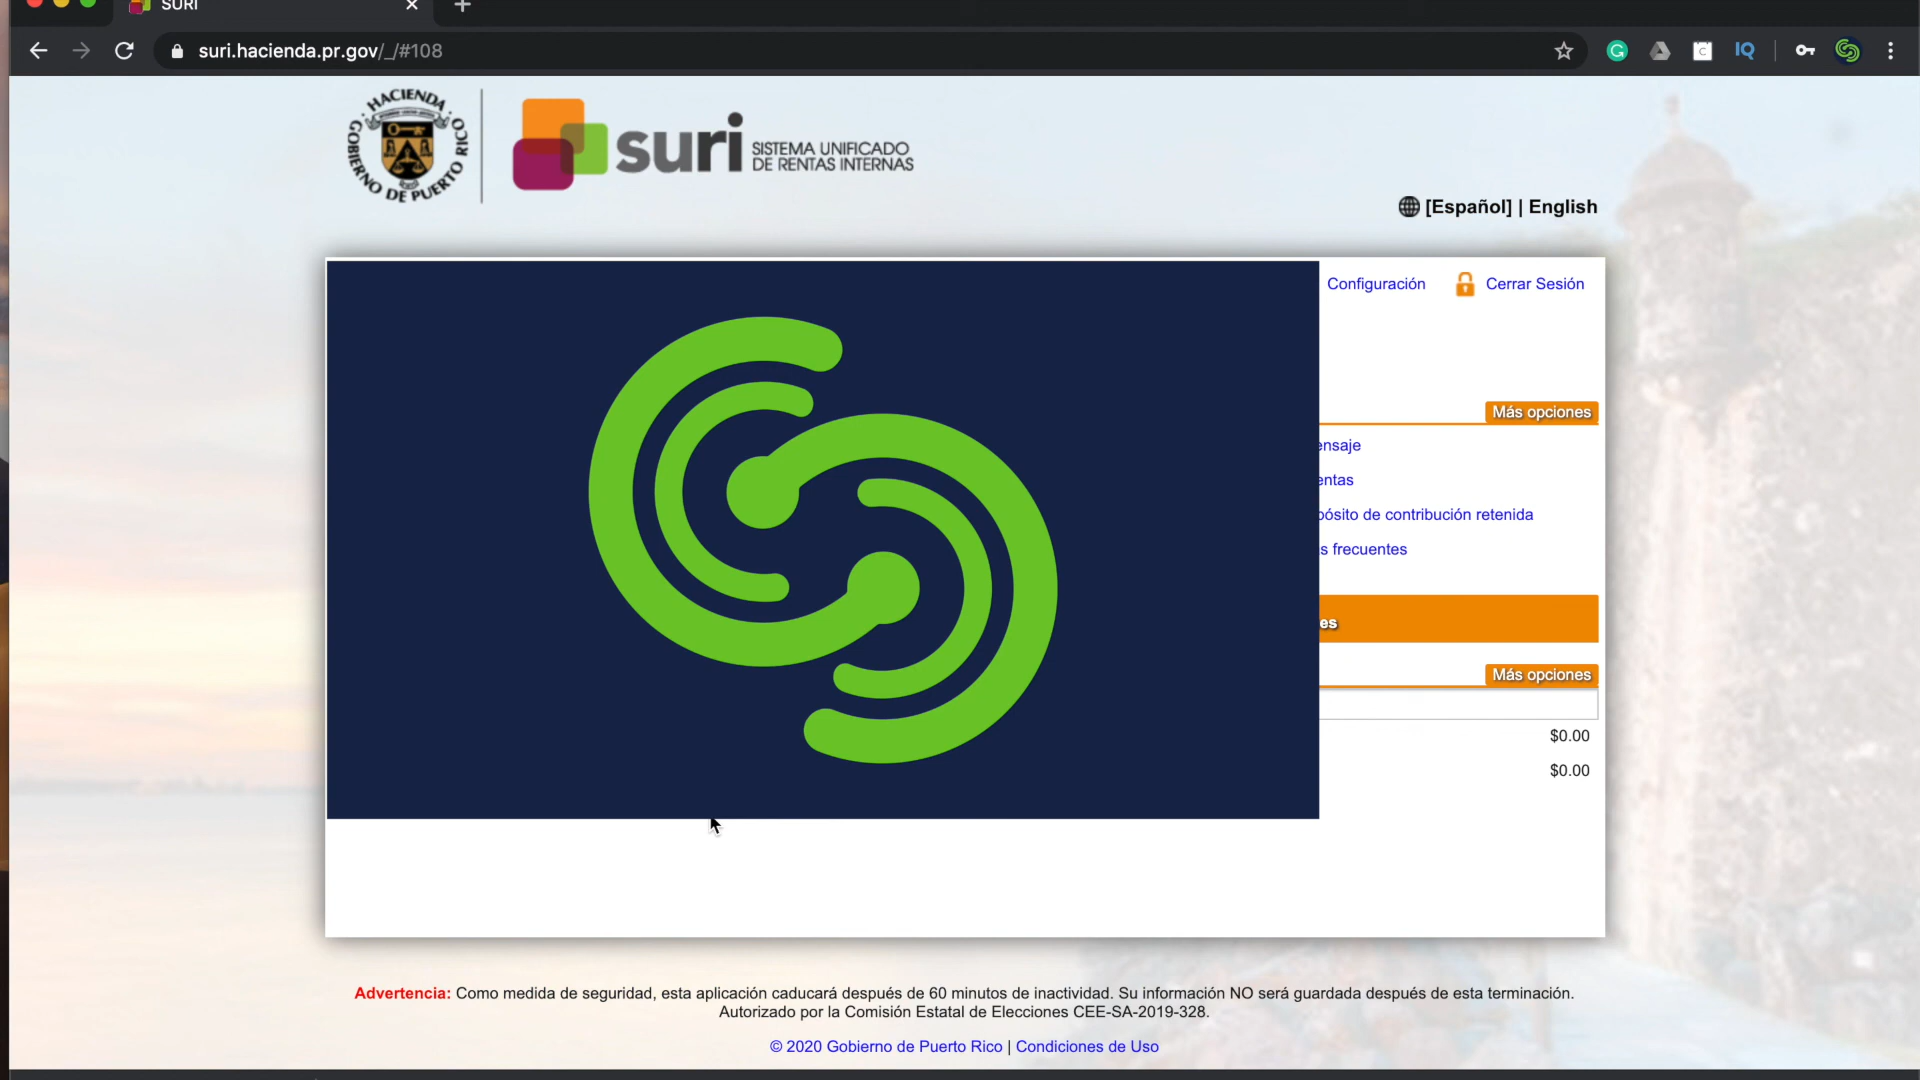 SURI
suri.hacienda.pr.gov/_/#108
HACIENDA
GOBIERNO DE PUERTO RICO
suri SISTEMA UNIFICADO
DE RENTAS INTERNAS
[Español] | English
Configuración Cerrar Sesión
Más opciones
ensaje
entas
pósito de contribución retenida
s frecuentes
es
Más opciones
$0.00
$0.00
Advertencia: Como medida de seguridad, esta aplicación caducará después de 60 minutos de inactividad. Su información NO será guardada después de esta terminación.
Autorizado por la Comisión Estatal de Elecciones CEE-SA-2019-328.
© 2020 Gobierno de Puerto Rico | Condiciones de Uso